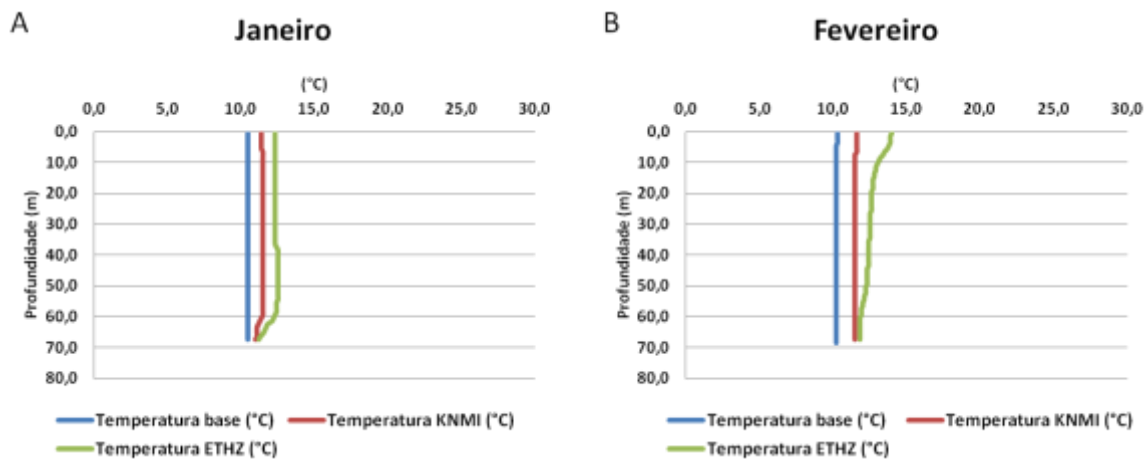 A
Janeiro
(°C)
0,0 5,0 10,0 15,0 20,0 25,0 30,0
0,0
10,0
20,0
30,0
40,0
50,0
60,0
70,0
80,0
Profundidade (m)
Temperatura base (°C) Temperatura KNMI (°C)
Temperatura ETHZ (°C)
B
Fevereiro
(°C)
0,0 5,0 10,0 15,0 20,0 25,0 30,0
0,0
10,0
20,0
30,0
40,0
50,0
60,0
70,0
80,0
Profundidade (m)
Temperatura base (°C) Temperatura KNMI (°C)
Temperatura ETHZ (°C)